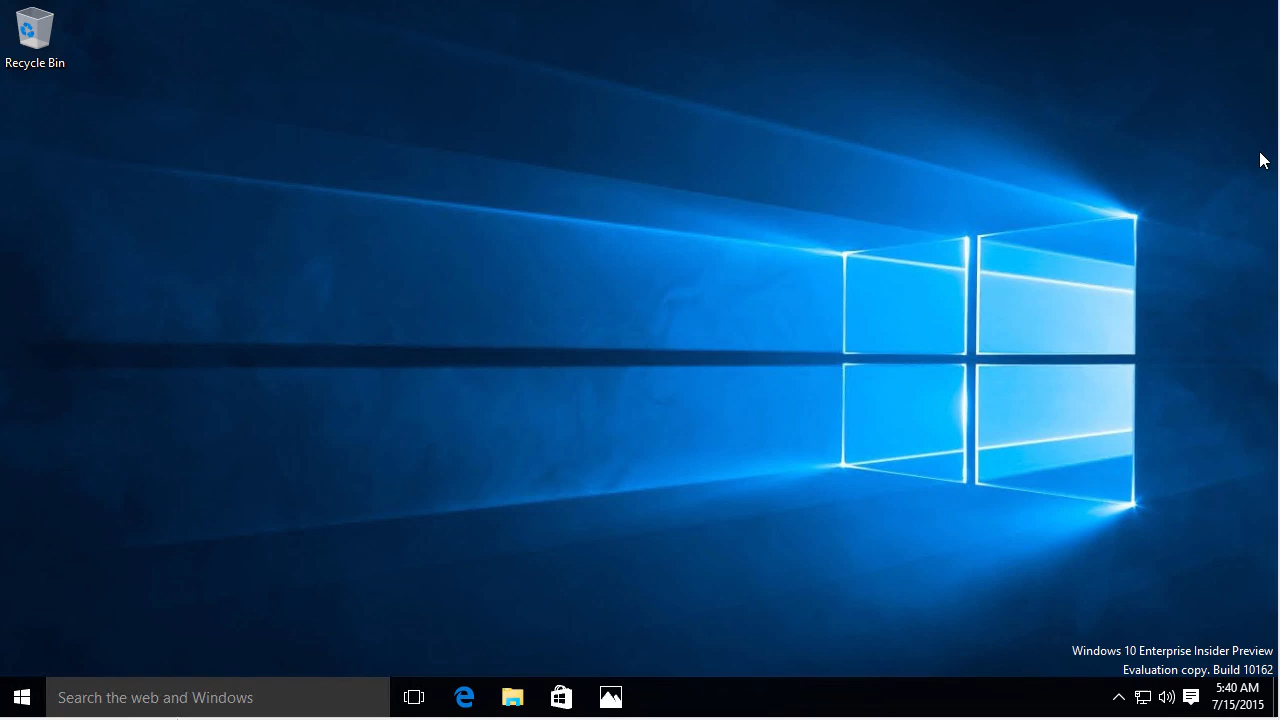 Recycle Bin
Windows 10 Enterprise Insider Preview
Evaluation copy. Build 10162
Search the web and Windows
5:40 AM
7/15/2015